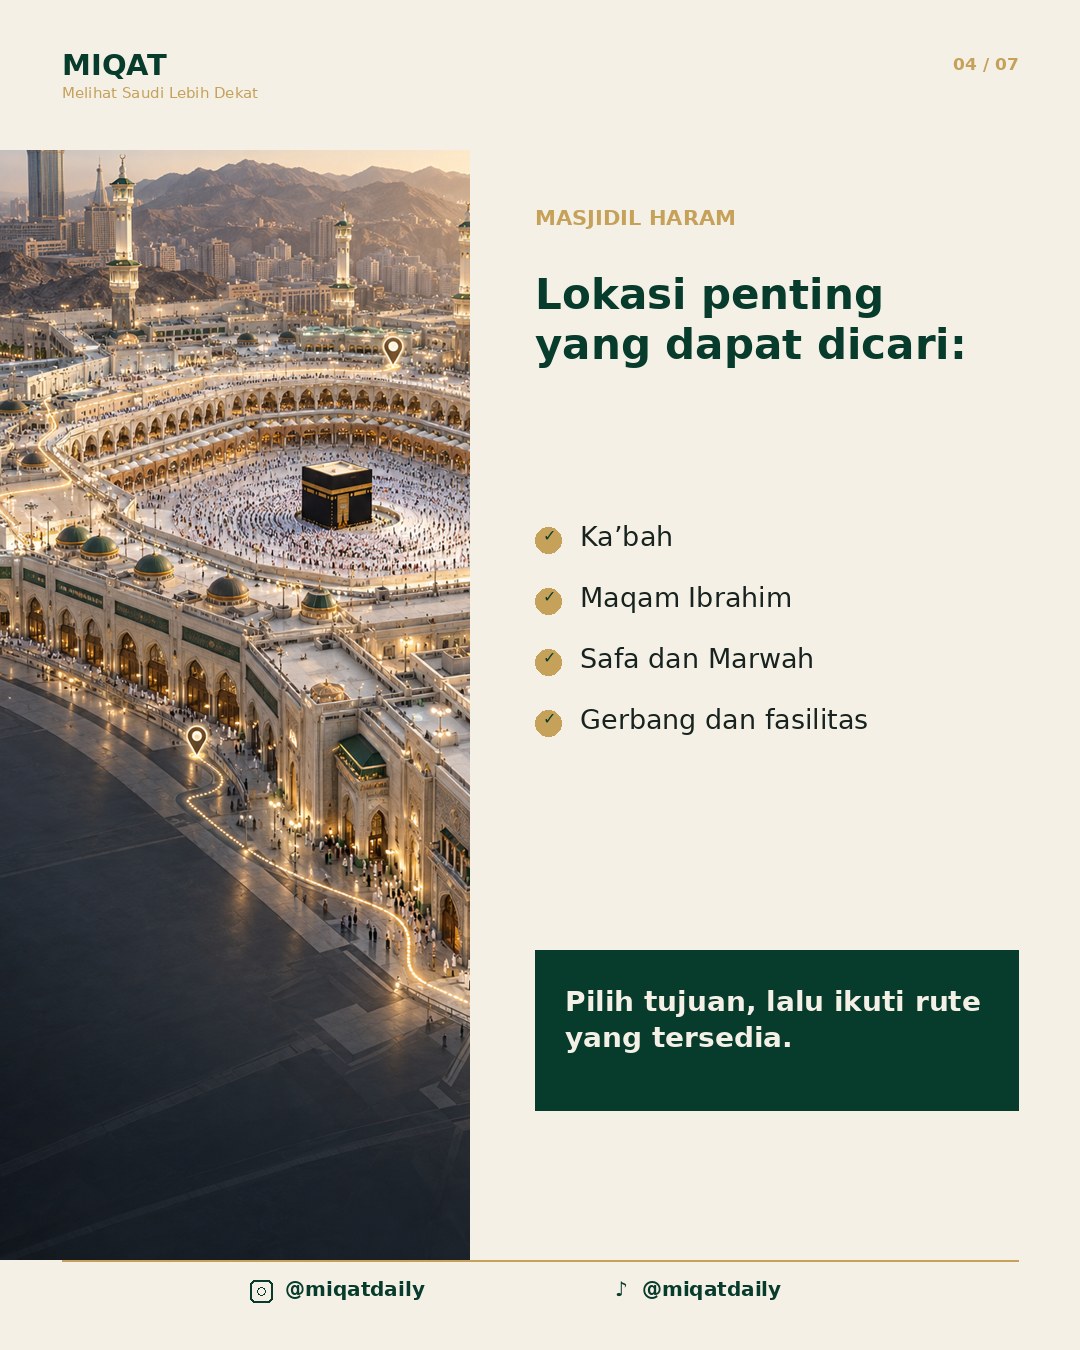 MIQAT
Melihat Saudi Lebih Dekat
04 / 07
MASJIDIL HARAM
Lokasi penting
yang dapat dicari:
✓ Ka’bah
✓ Maqam Ibrahim
✓ Safa dan Marwah
✓ Gerbang dan fasilitas
Pilih tujuan, lalu ikuti rute
yang tersedia.
@miqatdaily
♪ @miqatdaily